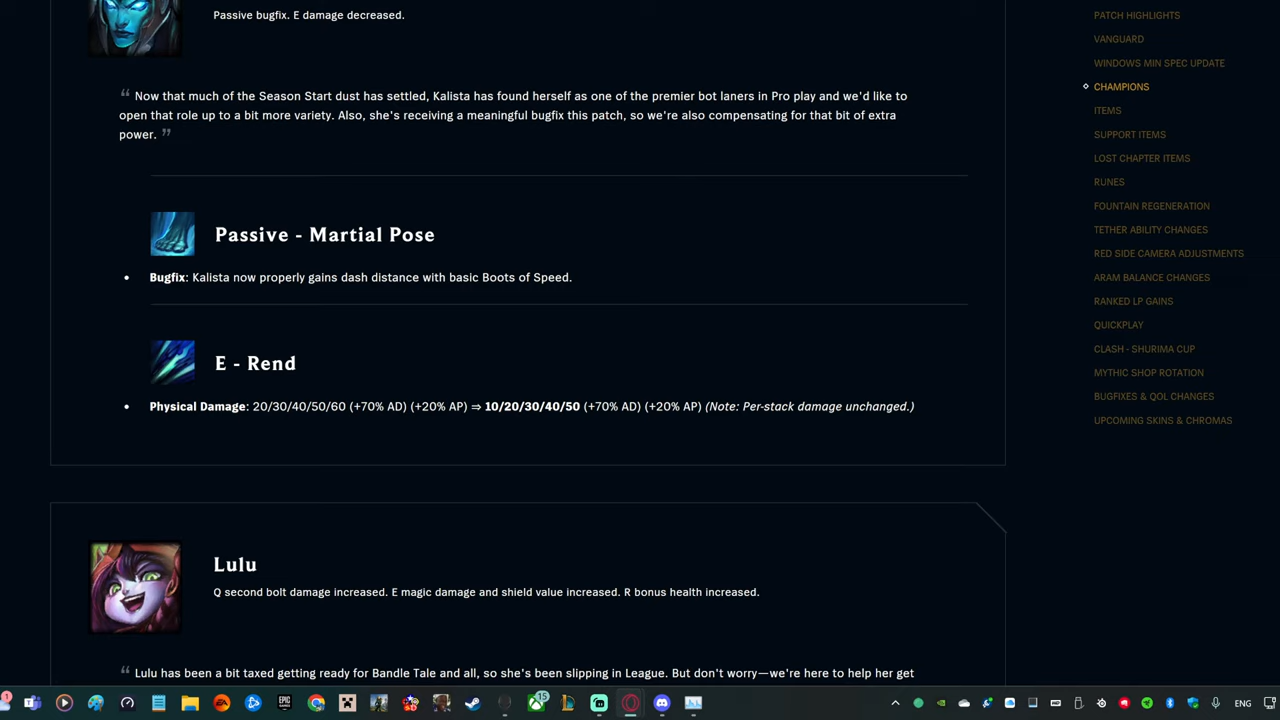 Passive bugfix. E damage decreased.
“ Now that much of the Season Start dust has settled, Kalista has found herself as one of the premier bot laners in Pro play and we’d like to
open that role up to a bit more variety. Also, she's receiving a meaningful bugfix this patch, so we're also compensating for that bit of extra
power. ”
Passive - Martial Pose
• Bugfix: Kalista now properly gains dash distance with basic Boots of Speed.
E - Rend
• Physical Damage: 20/30/40/50/60 (+70% AD) (+20% AP) ⇒ 10/20/30/40/50 (+70% AD) (+20% AP) (Note: Per-stack damage unchanged.)
Lulu
Q second bolt damage increased. E magic damage and shield value increased. R bonus health increased.
“ Lulu has been a bit taxed getting ready for Bandle Tale and all, so she's been slipping in League. But don't worry—we're here to help her get
PATCH HIGHLIGHTS
VANGUARD
WINDOWS MIN SPEC UPDATE
CHAMPIONS
ITEMS
SUPPORT ITEMS
LOST CHAPTER ITEMS
RUNES
FOUNTAIN REGENERATION
TETHER ABILITY CHANGES
RED SIDE CAMERA ADJUSTMENTS
ARAM BALANCE CHANGES
RANKED LP GAINS
QUICKPLAY
CLASH - SHURIMA CUP
MYTHIC SHOP ROTATION
BUGFIXES & QOL CHANGES
UPCOMING SKINS & CHROMAS
1
EA
EPIC
15
ENG